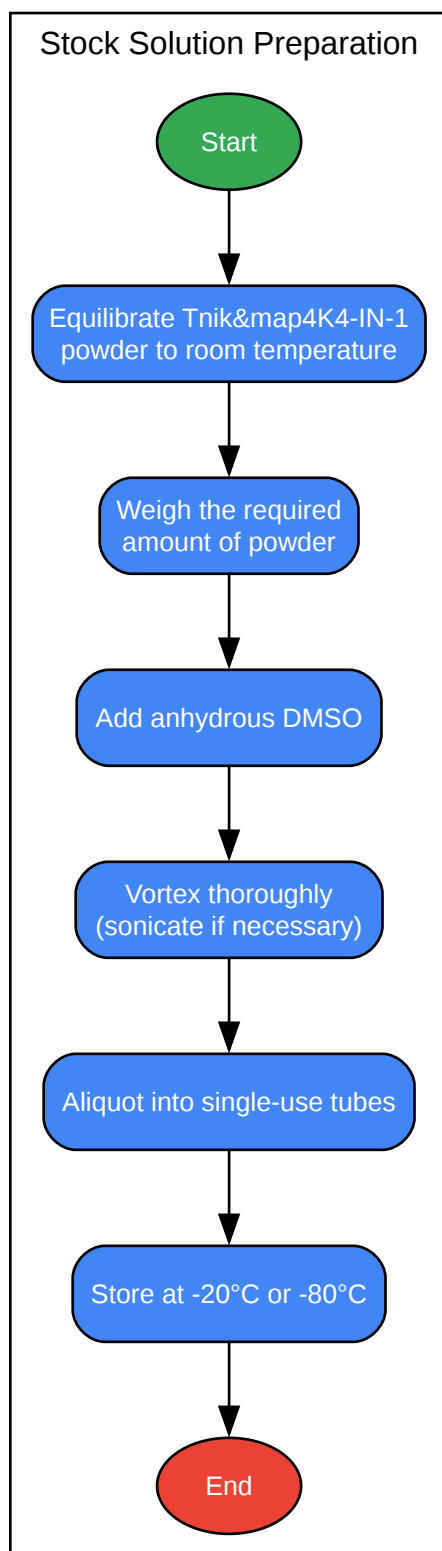 Stock Solution Preparation
Start
Equilibrate Tnik&map4K4-IN-1
powder to room temperature
Weigh the required
amount of powder
Add anhydrous DMSO
Vortex thoroughly
(sonicate if necessary)
Aliquot into single-use tubes
Store at -20°C or -80°C
End